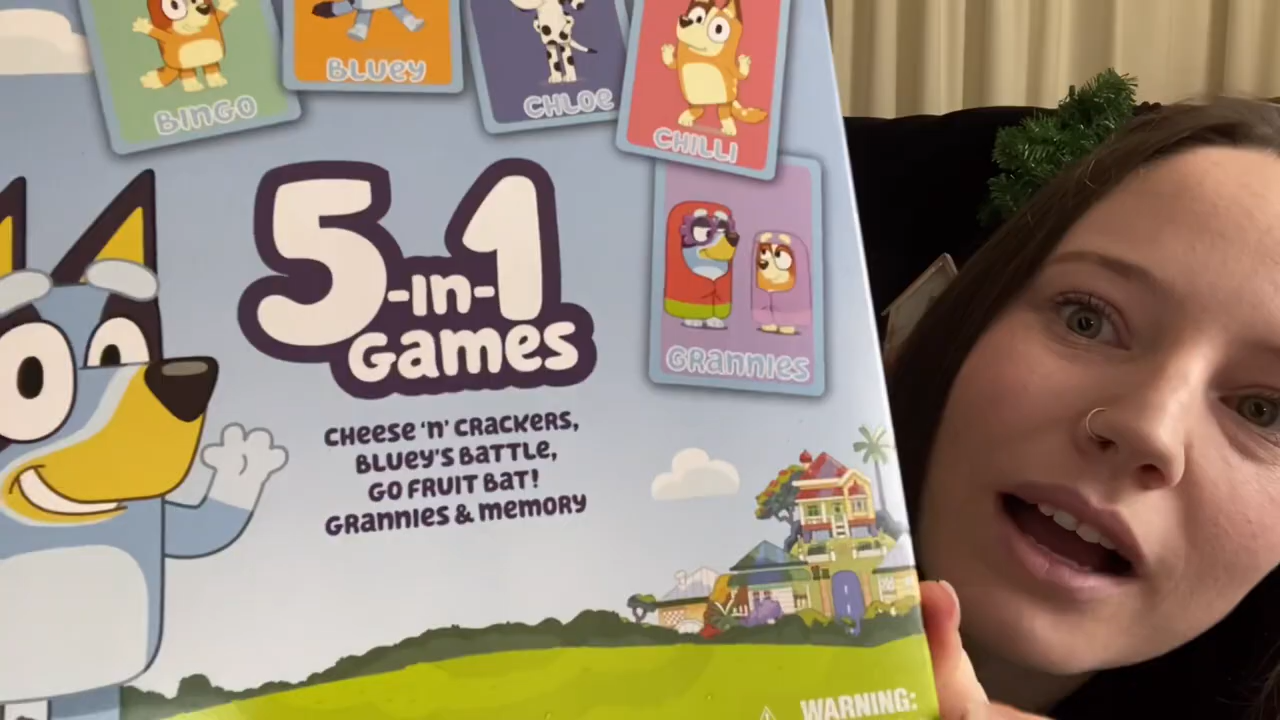 BINGO
BLUEY
CHLOE
CHILLI
GRANNIES
5-in-1
Games
CHEESE 'N' CRACKERS,
BLUEY'S BATTLE,
GO FRUIT BAT!
GRANNIES & MEMORY
WARNING: